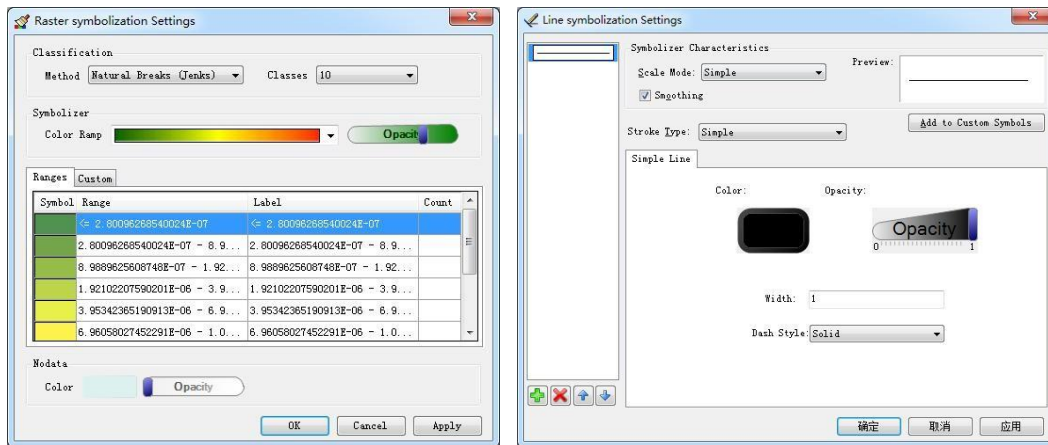 Raster symbolization Settings
Classification
Method Natural Breaks (Jenks) Classes 10
Symbolizer
Color Ramp Opacity
Ranges Custom
Symbol Range Label Count
<= 2.80096268540024E-07 <= 2.80096268540024E-07
2.80096268540024E-07 - 8.9... 2.80096268540024E-07 - 8.9...
8.9889625608748E-07 - 1.92... 8.9889625608748E-07 - 1.92...
1.92102207590201E-06 - 3.9... 1.92102207590201E-06 - 3.9...
3.95342365190913E-06 - 6.9... 3.95342365190913E-06 - 6.9...
6.96058027452291E-06 - 1.0... 6.96058027452291E-06 - 1.0...
Nodata
Color Opacity
OK Cancel Apply
Line symbolization Settings
Symbolizer Characteristics
Scale Mode: Simple
Smoothing
Preview:
Add to Custom Symbols
Stroke Type: Simple
Simple Line
Color: Opacity:
Opacity
0 1
Width: 1
Dash Style: Solid
确定 取消 应用